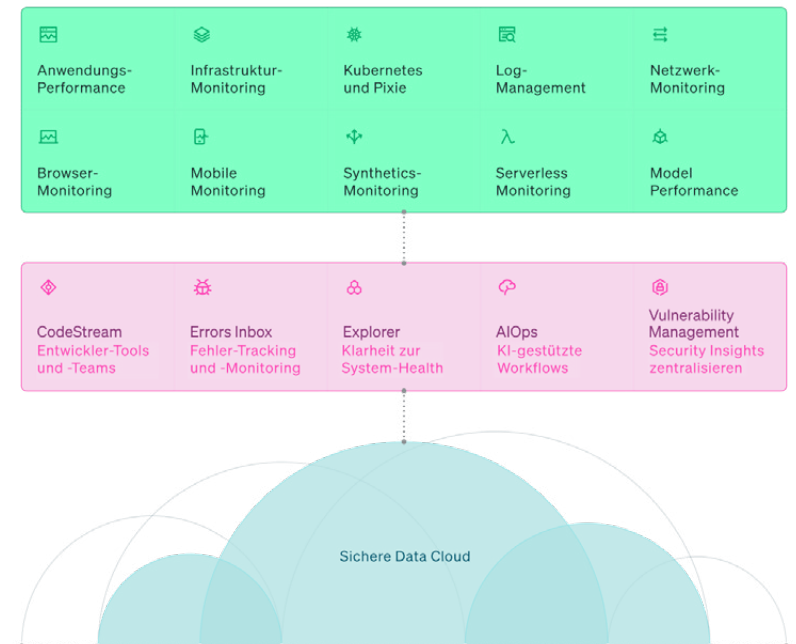 Anwendungs-
Performance
Infrastruktur-
Monitoring
Kubernetes
und Pixie
Log-
Management
Netzwerk-
Monitoring
Browser-
Monitoring
Mobile
Monitoring
Synthetics-
Monitoring
Serverless
Monitoring
Model
Performance
CodeStream
Entwickler-Tools
und -Teams
Errors Inbox
Fehler-Tracking
und -Monitoring
Explorer
Klarheit zur
System-Health
AIOps
KI-gestützte
Workflows
Vulnerability
Management
Security Insights
zentralisieren
Sichere Data Cloud